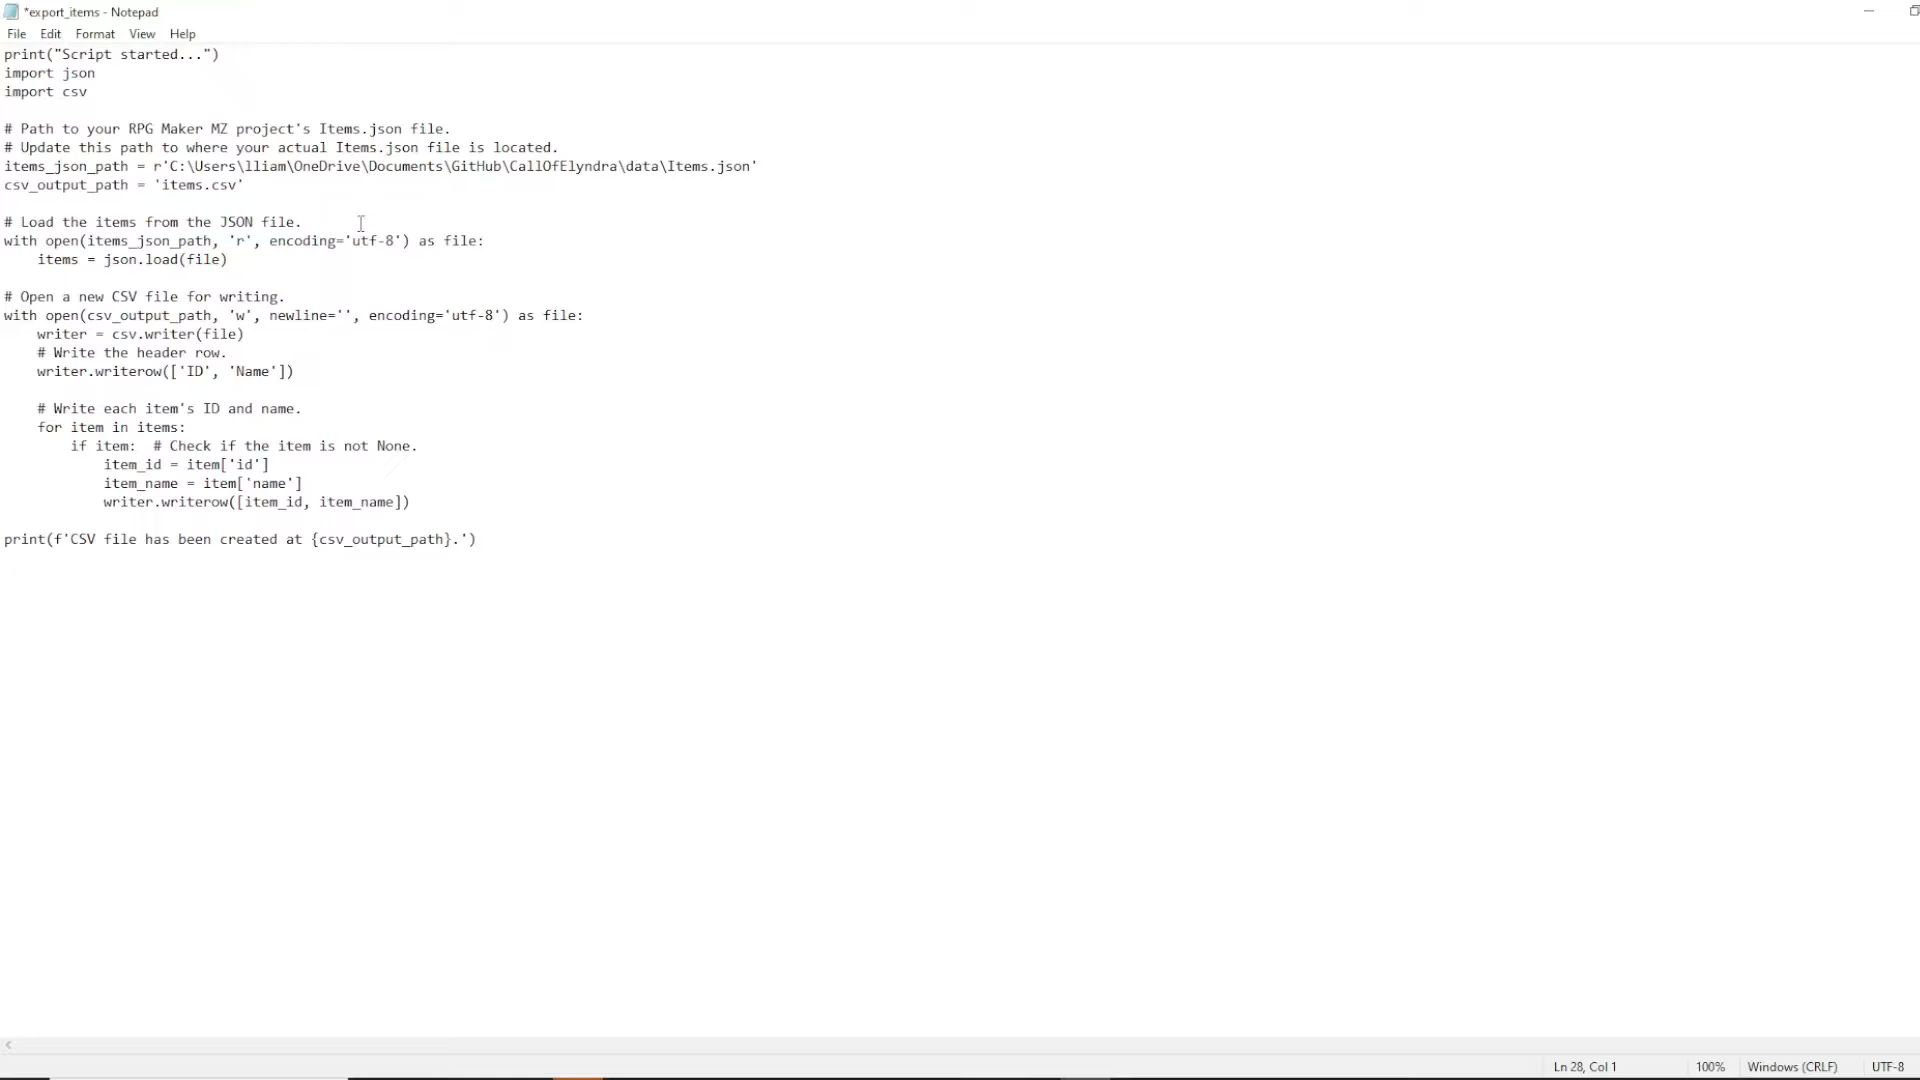 *export_items - Notepad
File Edit Format View Help
print("Script started...")
import json
import csv

# Path to your RPG Maker MZ project's Items.json file.
# Update this path to where your actual Items.json file is located.
items_json_path = r'C:\Users\lliam\OneDrive\Documents\GitHub\CallOfElyndra\data\Items.json'
csv_output_path = 'items.csv'

# Load the items from the JSON file.
with open(items_json_path, 'r', encoding='utf-8') as file:
    items = json.load(file)

# Open a new CSV file for writing.
with open(csv_output_path, 'w', newline='', encoding='utf-8') as file:
    writer = csv.writer(file)
    # Write the header row.
    writer.writerow(['ID', 'Name'])

    # Write each item's ID and name.
    for item in items:
        if item:  # Check if the item is not None.
            item_id = item['id']
            item_name = item['name']
            writer.writerow([item_id, item_name])

print(f'CSV file has been created at {csv_output_path}.')
Ln 28, Col 1 100% Windows (CRLF) UTF-8